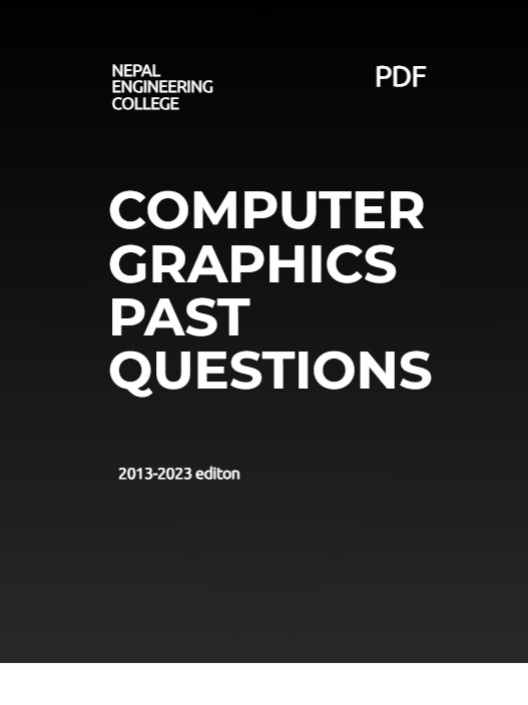 NEPAL
ENGINEERING
COLLEGE
PDF
COMPUTER
GRAPHICS
PAST
QUESTIONS
2013-2023 editon